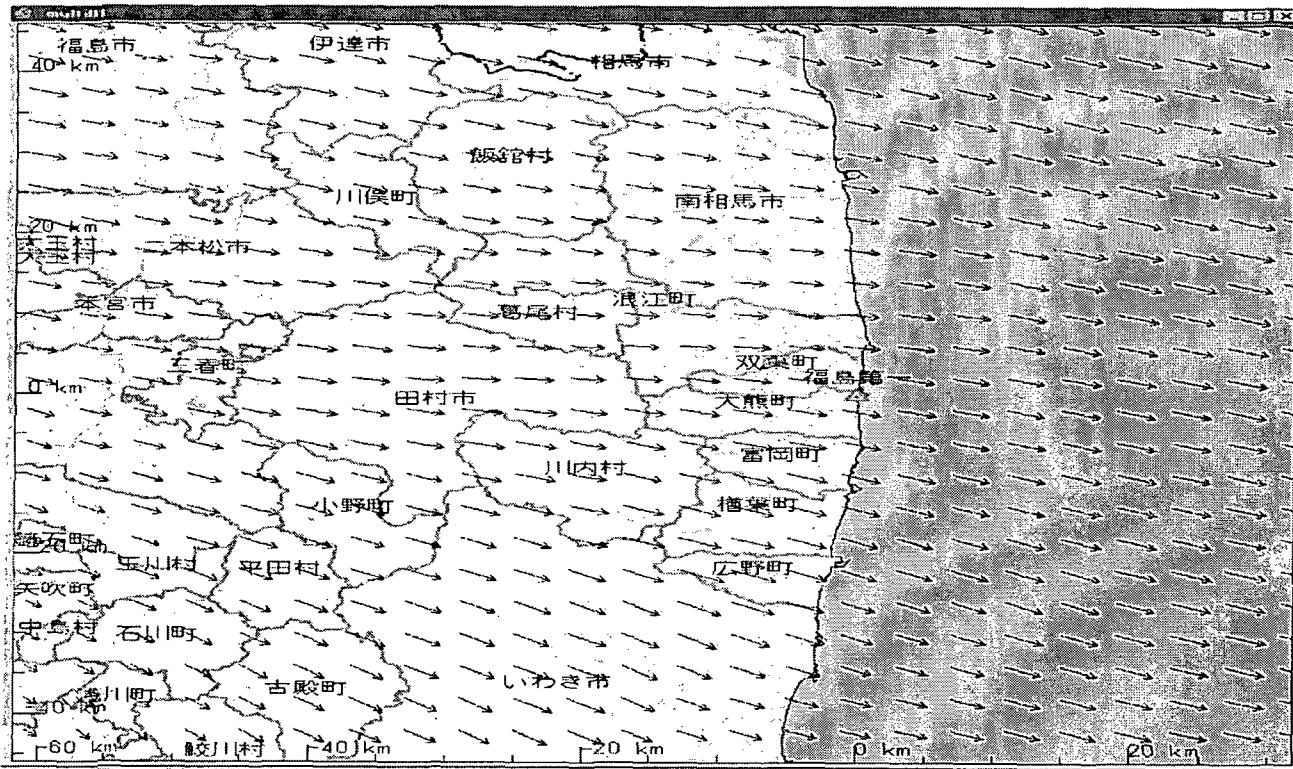 福島市
伊達市
相馬市
40 km
飯舘村
川俣町
南相馬市
20 km
大玉村
二本松市
本宮市
葛尾村
浪江町
三春町
双葉町
0 km
田村市
福島第
大熊町
川内村
富岡町
小野町
楢葉町
玉川村
平田村
広野町
矢吹町
中島村
石川町
古殿町
いわき市
浅川町
-40 km
鮫川村
-60 km
-40 km
-20 km
0 km
20 km